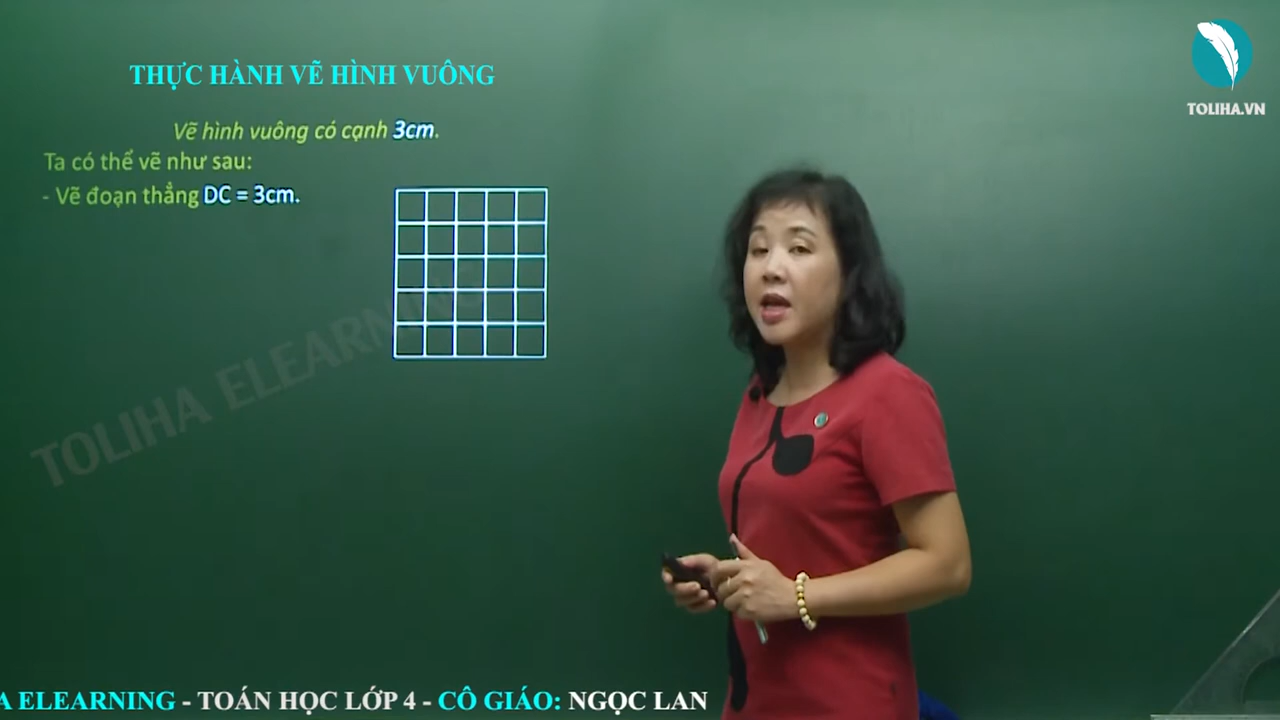 THỰC HÀNH VẼ HÌNH VUÔNG
TOLIHA.VN
Vẽ hình vuông có cạnh 3cm.
Ta có thể vẽ như sau:
- Vẽ đoạn thẳng DC = 3cm.
TOLIHA ELEARNING
A ELEARNING - TOÁN HỌC LỚP 4 - CÔ GIÁO: NGỌC LAN